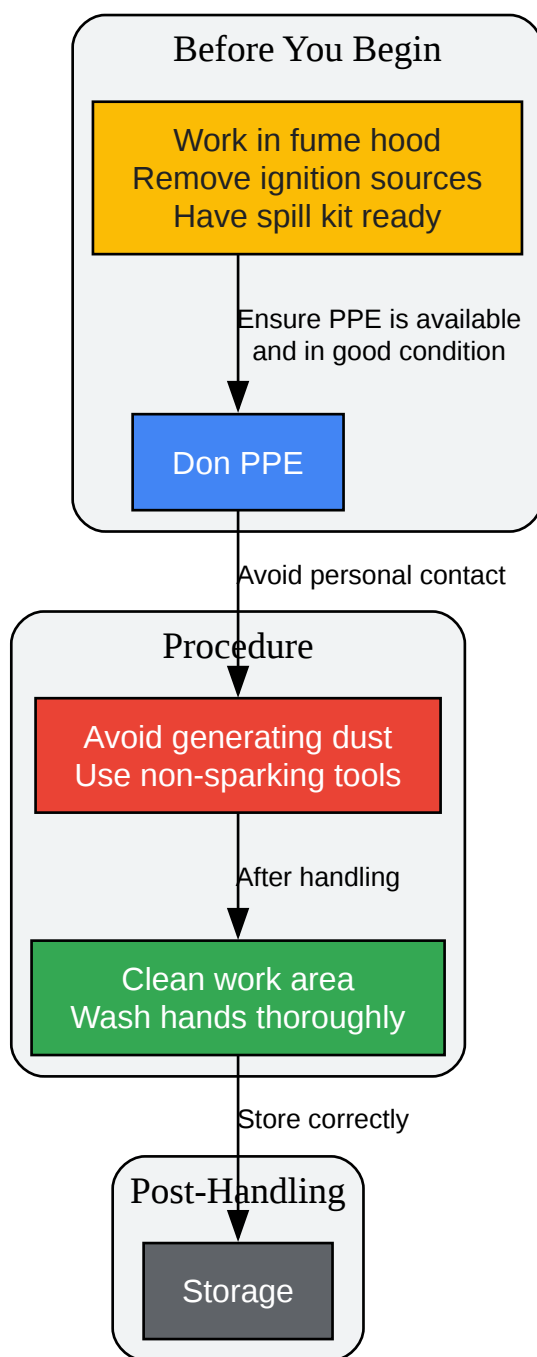 Before You Begin
Work in fume hood
Remove ignition sources
Have spill kit ready
Ensure PPE is available
and in good condition
Don PPE
Avoid personal contact
Procedure
Avoid generating dust
Use non-sparking tools
After handling
Clean work area
Wash hands thoroughly
Store correctly
Post-Handling
Storage